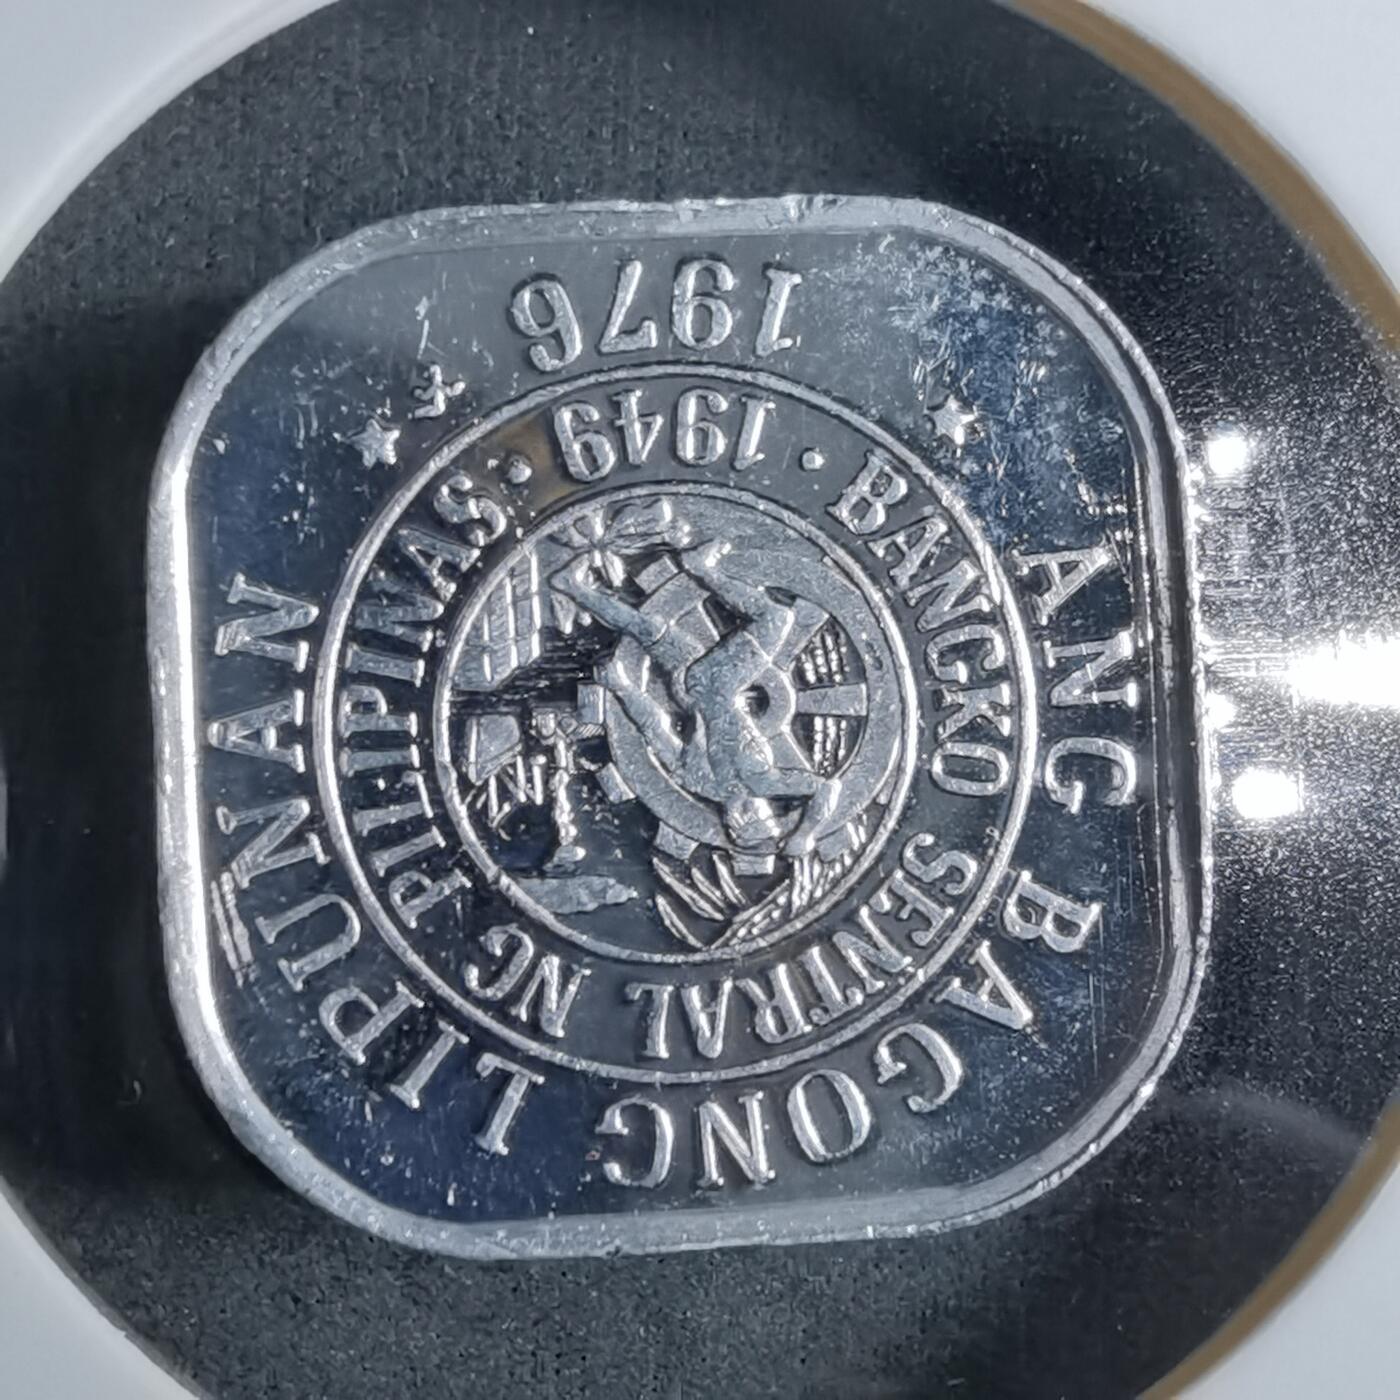 ANG BAGONG LIPUNAN
1976
BANGKO SENTRAL NG PILIPINAS · 1949 ·